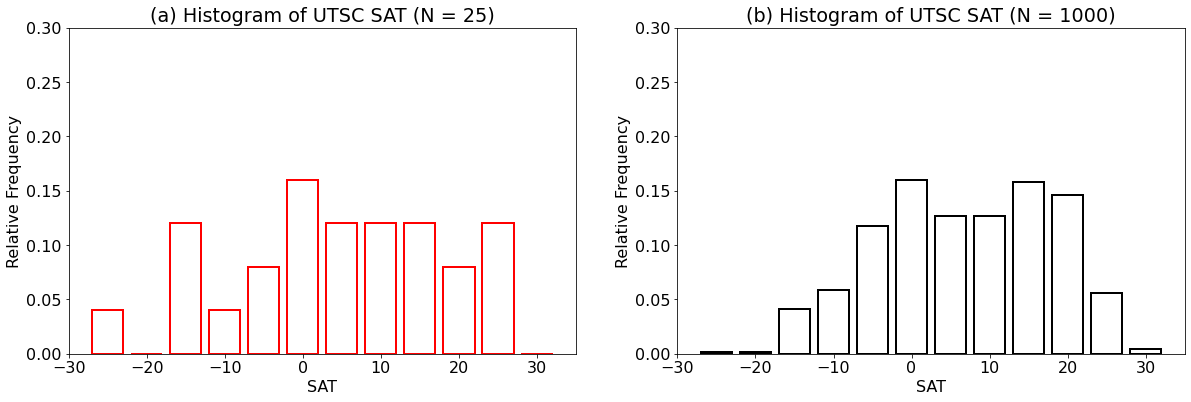 (a) Histogram of UTSC SAT (N = 25)
0.30
0.25
0.20
0.15
0.10
0.05
0.00
Relative Frequency
−30 −20 −10 0 10 20 30
SAT
(b) Histogram of UTSC SAT (N = 1000)
0.30
0.25
0.20
0.15
0.10
0.05
0.00
Relative Frequency
−30 −20 −10 0 10 20 30
SAT